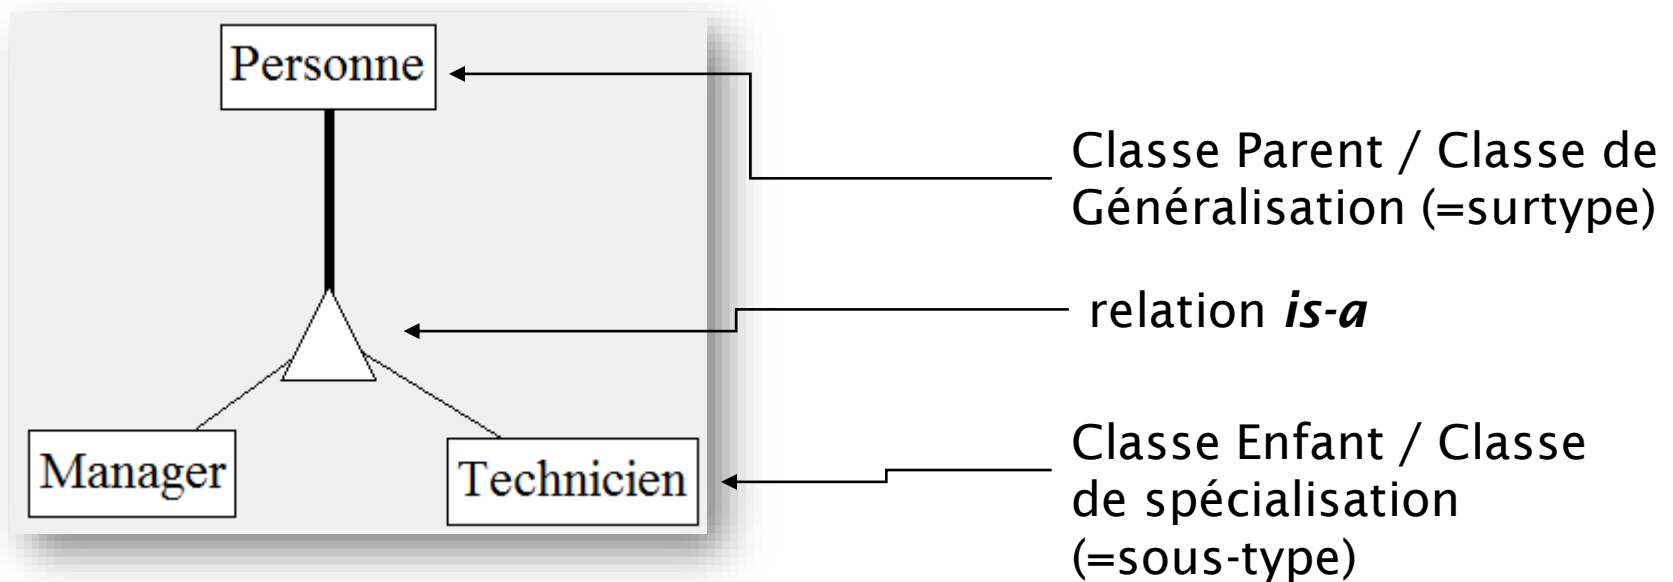 Personne
Classe Parent / Classe de
Généralisation (=surtype)
relation is-a
Manager
Technicien
Classe Enfant / Classe
de spécialisation
(=sous-type)